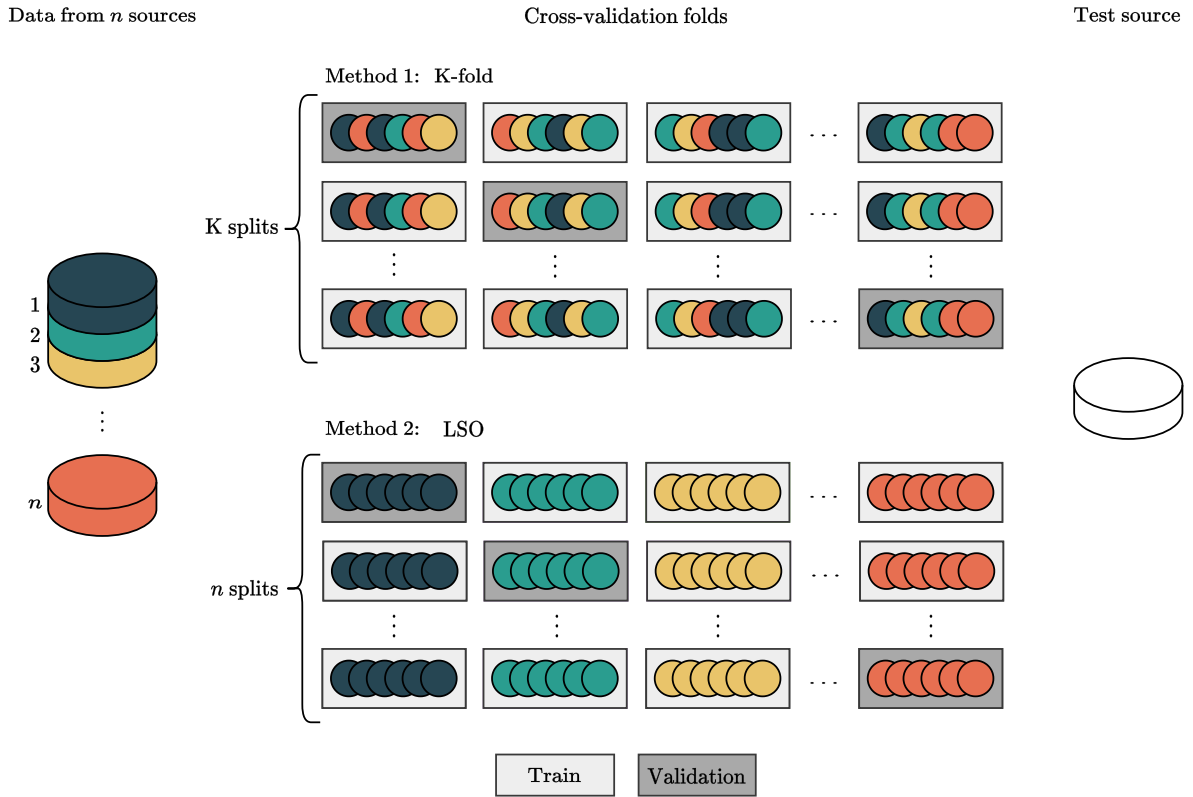 Data from n sources
Cross-validation folds
Test source
Method 1: K-fold
K splits
. . .
. . .
. . .
1
2
3
n
Method 2: LSO
n splits
. . .
. . .
. . .
Train
Validation